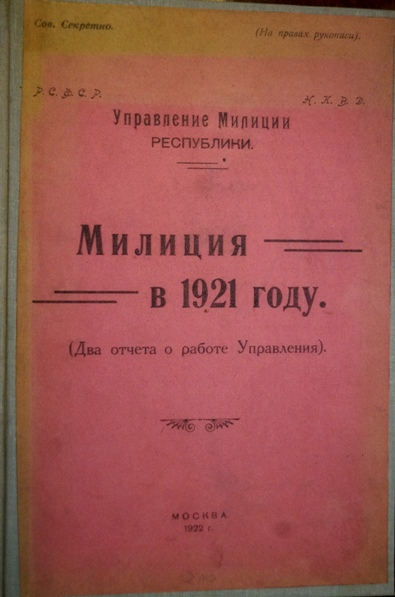 Сов. Секретно.
(На правах рукописи).
Р. С. Ф. С. Р.
Н. К. В. Д.
Управление Милиции
РЕСПУБЛИКИ.
Милиция
в 1921 году.
(Два отчета о работе Управления).
МОСКВА
1922 г.